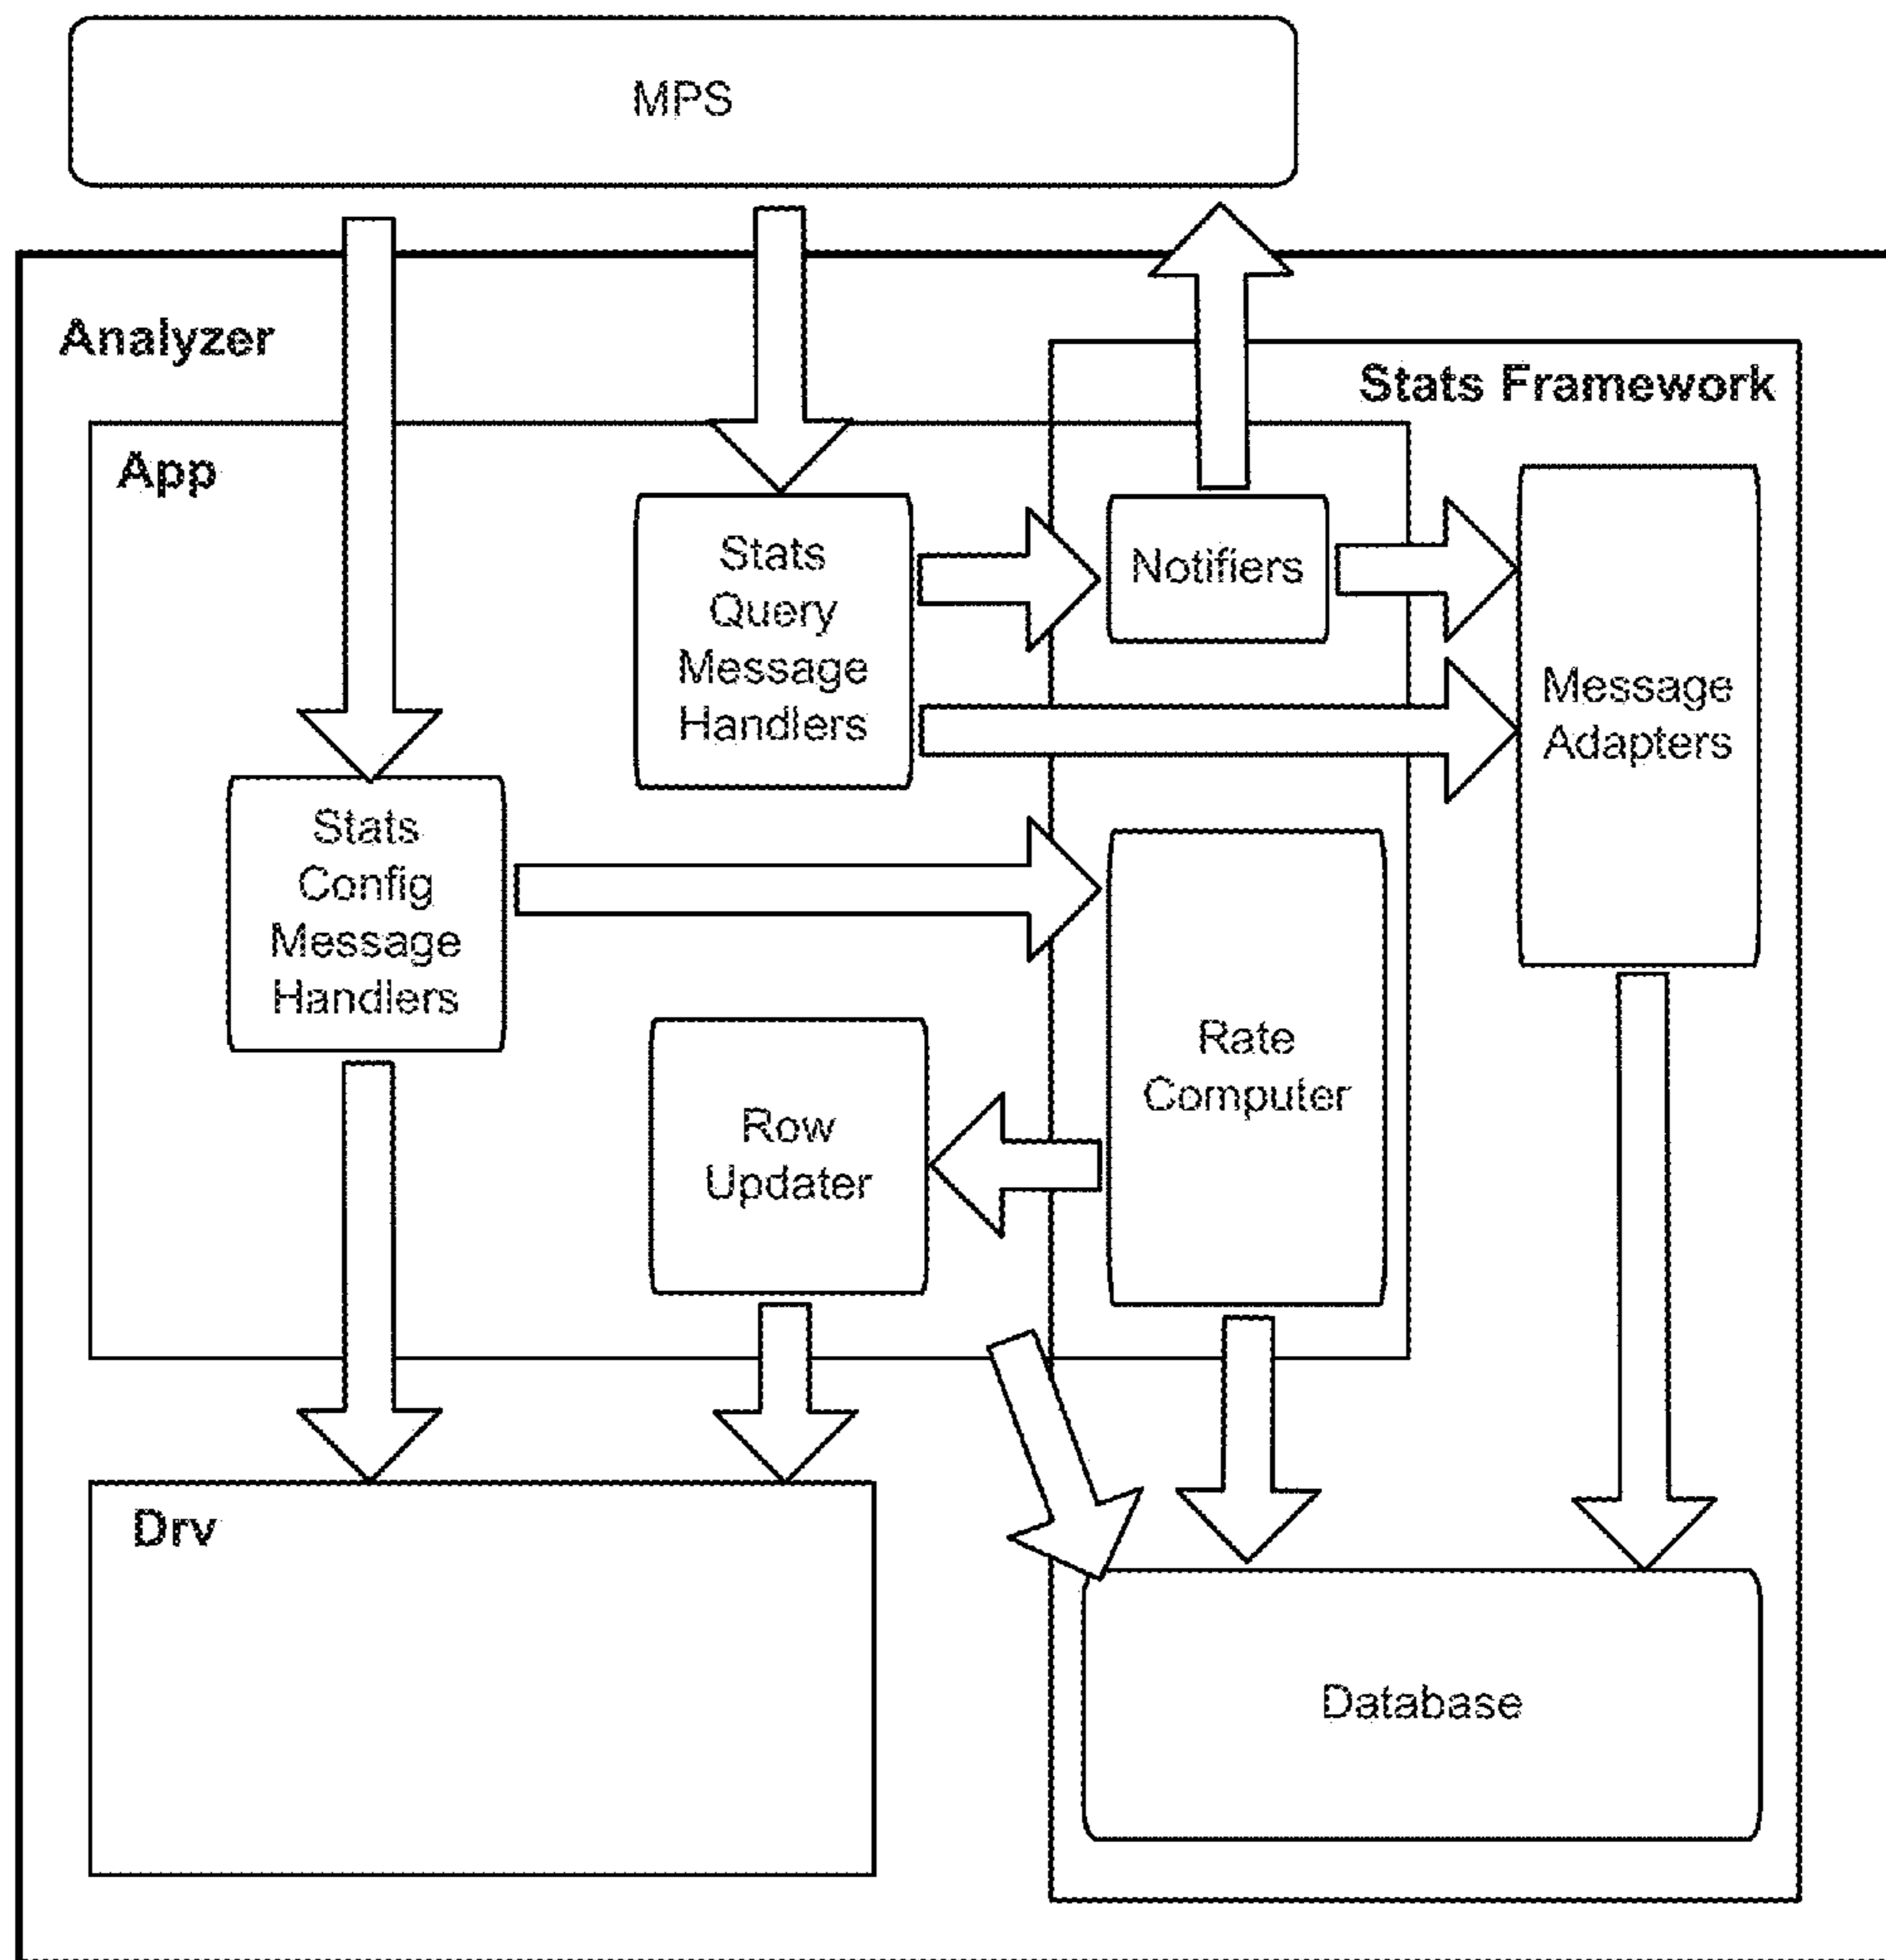 MPS
Analyzer
Stats Framework
App
Stats
Query
Message
Handlers
Notifiers
Message
Adapters
Stats
Config
Message
Handlers
Rate
Computer
Row
Updater
Drv
Database